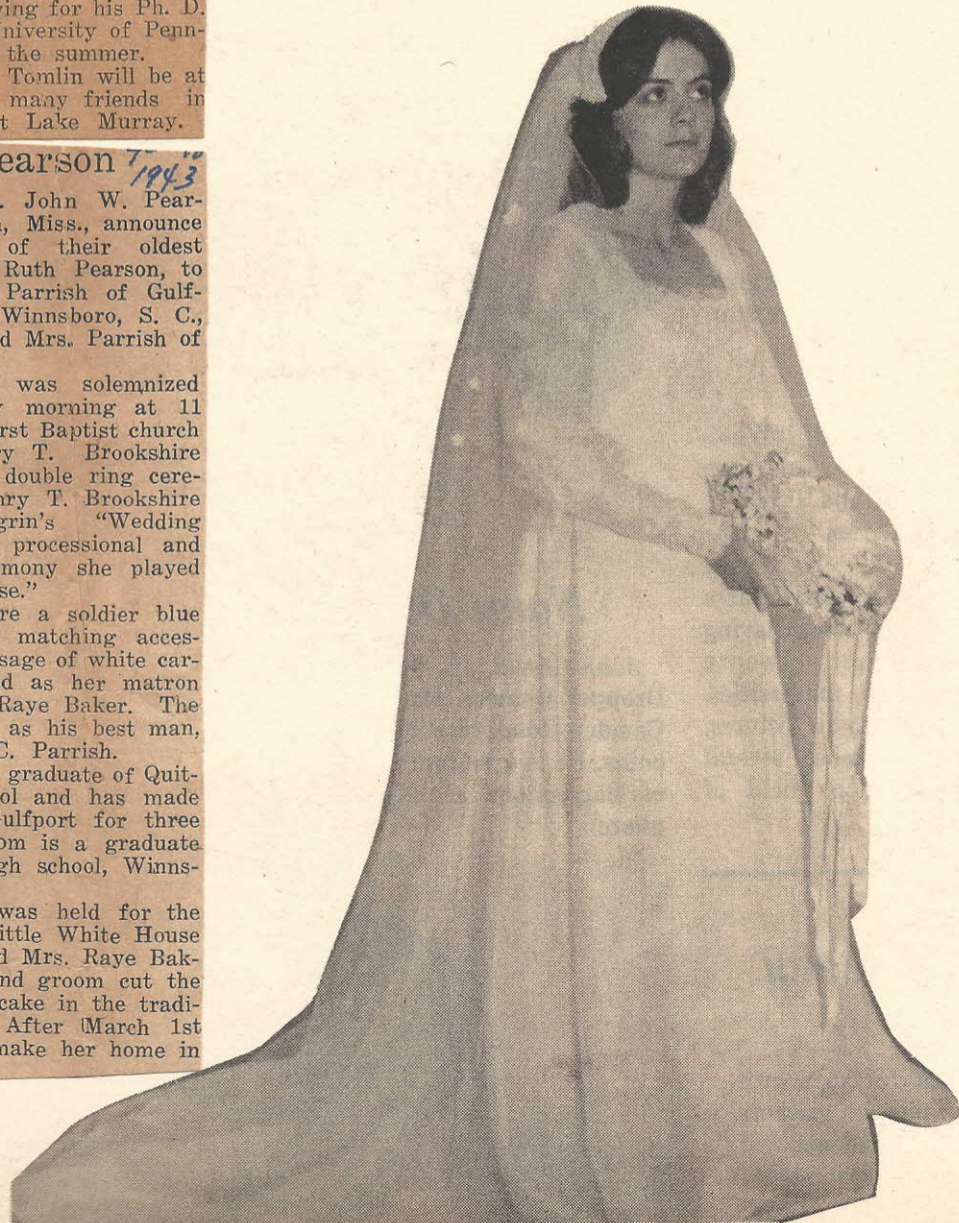 ying for his Ph. D.
niversity of Penn-
the summer.
Tomlin will be at
many friends in
t Lake Murray.
earson
1943
. John W. Pear-
, Miss., announce
of their oldest
Ruth Pearson, to
Parrish of Gulf-
Winnsboro, S. C.,
d Mrs. Parrish of
was solemnized
morning at 11
rst Baptist church
ry T. Brookshire
double ring cere-
nry T. Brookshire
grin's "Wedding
processional and
mony she played
se."
re a soldier blue
matching acces-
sage of white car-
d as her matron
Raye Baker. The
as his best man,
C. Parrish.
graduate of Quit-
ol and has made
ulfport for three
om is a graduate
gh school, Winns-
was held for the
ittle White House
d Mrs. Raye Bak-
nd groom cut the
cake in the tradi-
After March 1st
make her home in